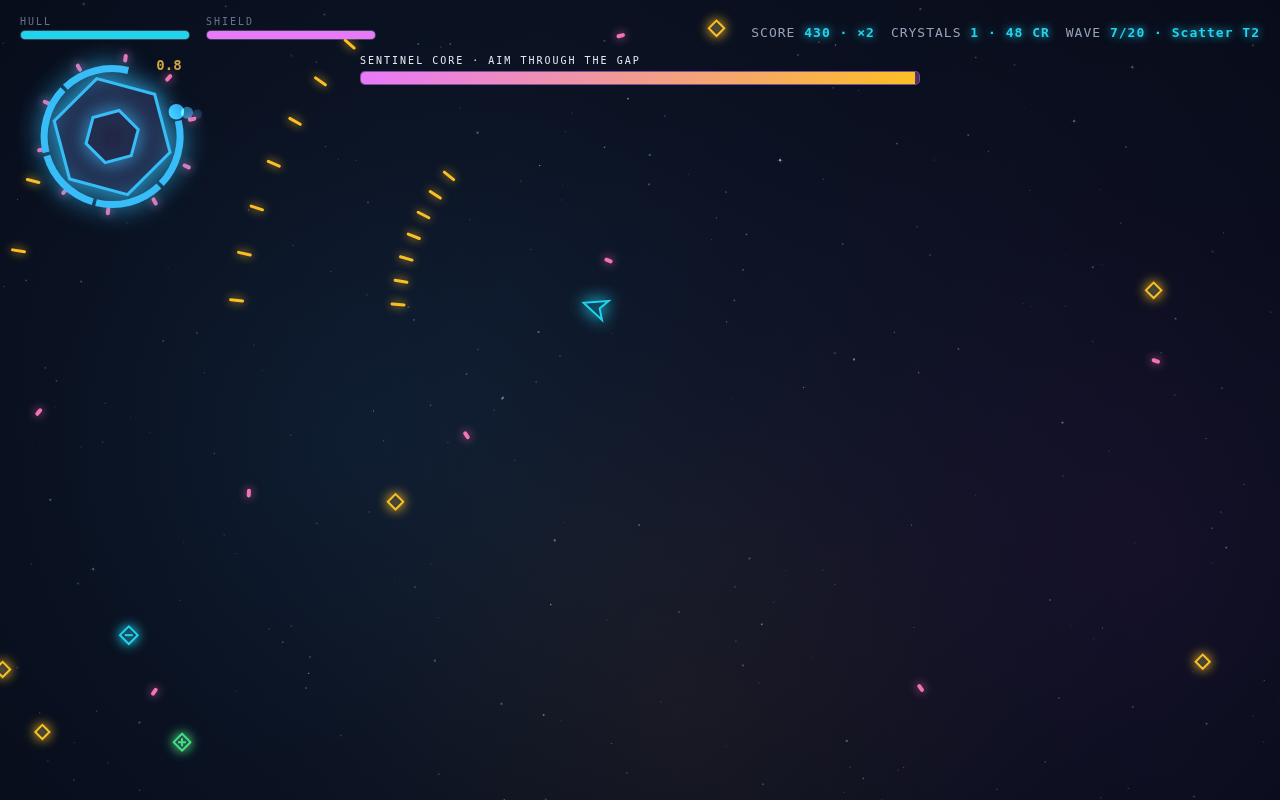 HULL
SHIELD
SCORE 430 · ×2 CRYSTALS 1 · 48 CR WAVE 7/20 · Scatter T2
SENTINEL CORE · AIM THROUGH THE GAP
0.8